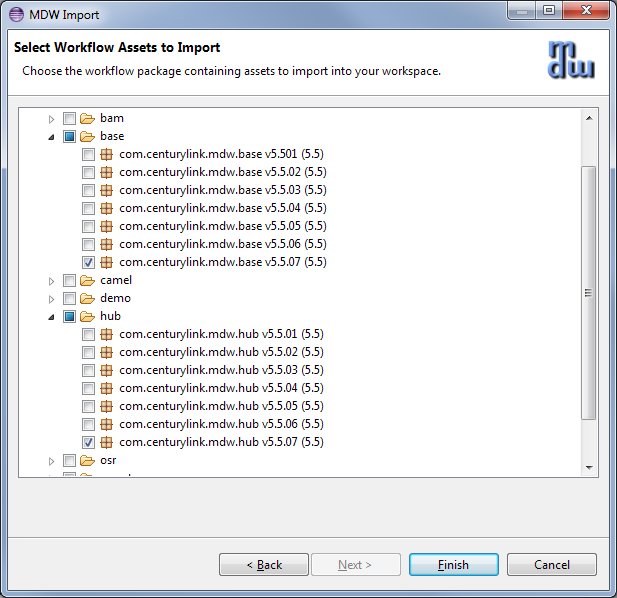 MDW Import
Select Workflow Assets to Import
Choose the workflow package containing assets to import into your workspace.
mdw
bam
base
com.centurylink.mdw.base v5.501 (5.5)
com.centurylink.mdw.base v5.5.02 (5.5)
com.centurylink.mdw.base v5.5.03 (5.5)
com.centurylink.mdw.base v5.5.04 (5.5)
com.centurylink.mdw.base v5.5.05 (5.5)
com.centurylink.mdw.base v5.5.06 (5.5)
com.centurylink.mdw.base v5.5.07 (5.5)
camel
demo
hub
com.centurylink.mdw.hub v5.5.01 (5.5)
com.centurylink.mdw.hub v5.5.02 (5.5)
com.centurylink.mdw.hub v5.5.03 (5.5)
com.centurylink.mdw.hub v5.5.04 (5.5)
com.centurylink.mdw.hub v5.5.05 (5.5)
com.centurylink.mdw.hub v5.5.06 (5.5)
com.centurylink.mdw.hub v5.5.07 (5.5)
osr
< Back Next > Finish Cancel